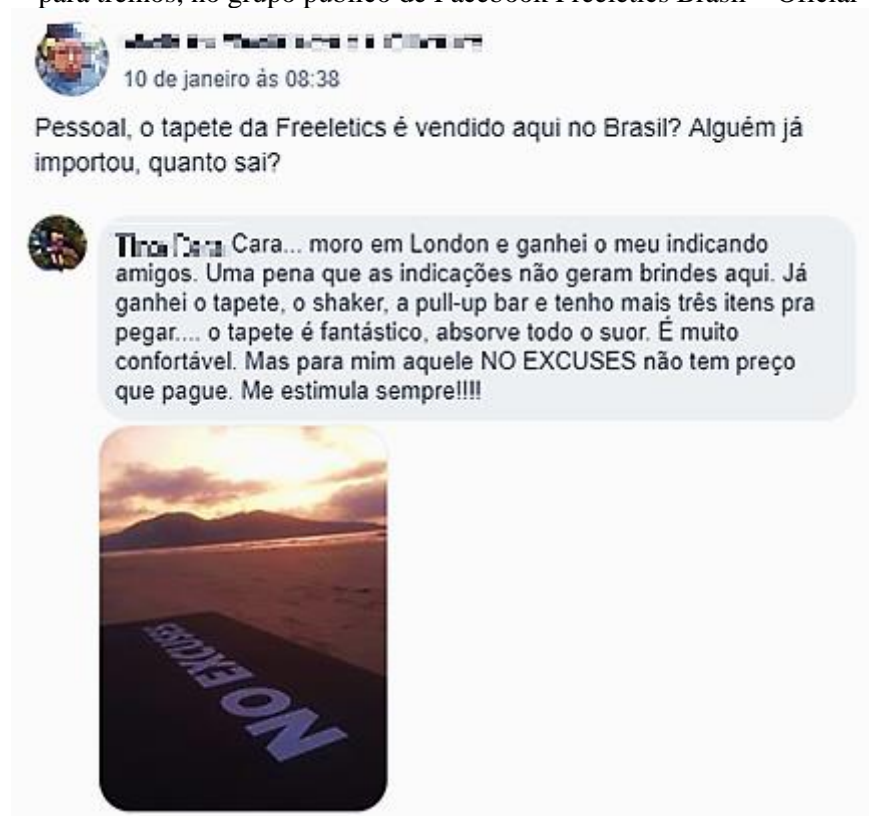 para treinos, no grupo público de Facebook Freeletics Brasil – Oficial
10 de janeiro às 08:38
Pessoal, o tapete da Freeletics é vendido aqui no Brasil? Alguém já
importou, quanto sai?
Cara... moro em London e ganhei o meu indicando
amigos. Uma pena que as indicações não geram brindes aqui. Já
ganhei o tapete, o shaker, a pull-up bar e tenho mais três itens pra
pegar.... o tapete é fantástico, absorve todo o suor. É muito
confortável. Mas para mim aquele NO EXCUSES não tem preço
que pague. Me estimula sempre!!!!
NO EXCUSES